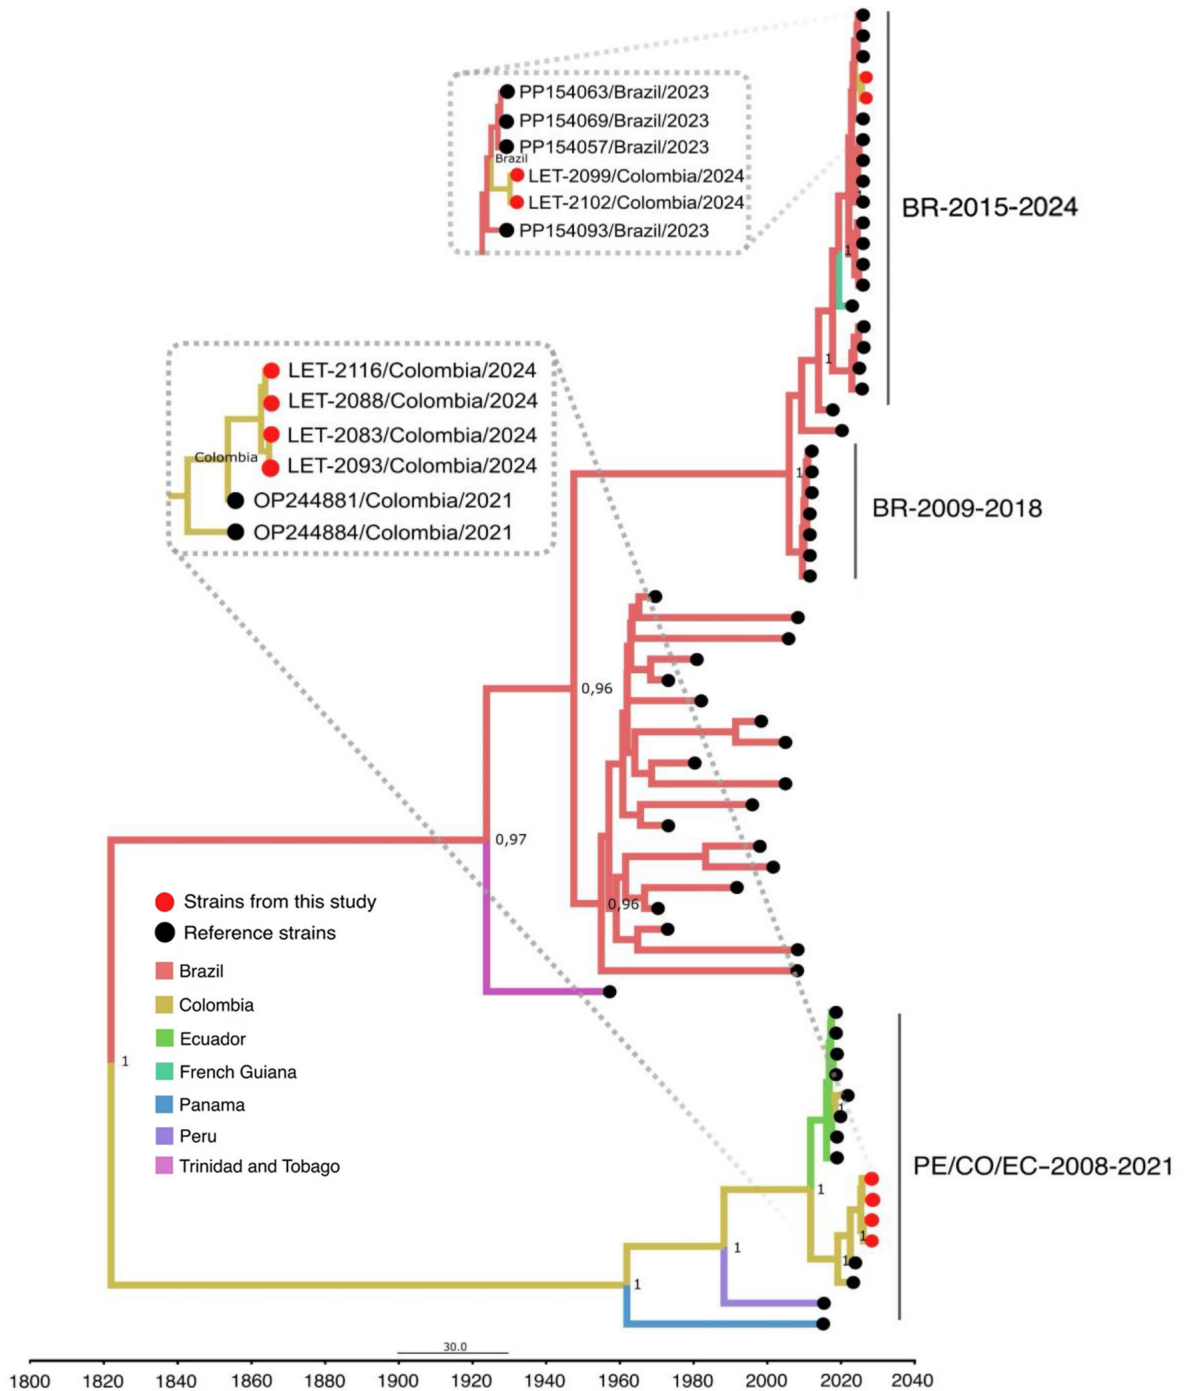 PP154063/Brazil/2023
PP154069/Brazil/2023
PP154057/Brazil/2023
Brazil
LET-2099/Colombia/2024
LET-2102/Colombia/2024
PP154093/Brazil/2023
1
BR-2015-2024
1
LET-2116/Colombia/2024
1
LET-2088/Colombia/2024
LET-2083/Colombia/2024
Colombia
LET-2093/Colombia/2024
1
OP244881/Colombia/2021
BR-2009-2018
OP244884/Colombia/2021
0,96
0,97
Strains from this study
0,96
Reference strains
Brazil
Colombia
Ecuador
1
French Guiana
Panama
1
Peru
Trinidad and Tobago
PE/CO/EC-2008-2021
1
1
1
1
1
30.0
1800 1820 1840 1860 1880 1900 1920 1940 1960 1980 2000 2020 2040